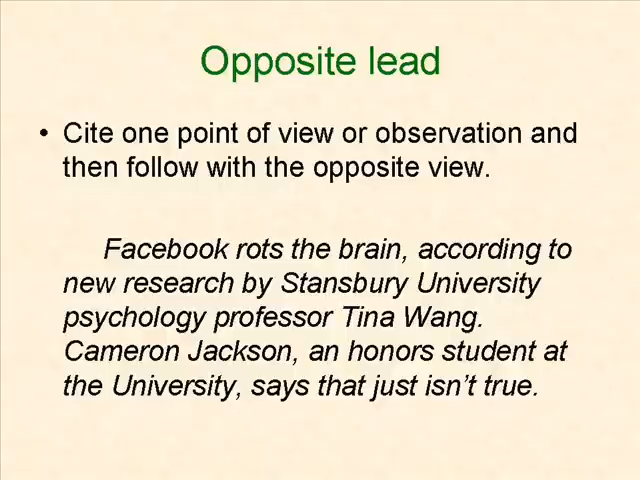 Opposite lead
• Cite one point of view or observation and
then follow with the opposite view.
Facebook rots the brain, according to
new research by Stansbury University
psychology professor Tina Wang.
Cameron Jackson, an honors student at
the University, says that just isn't true.